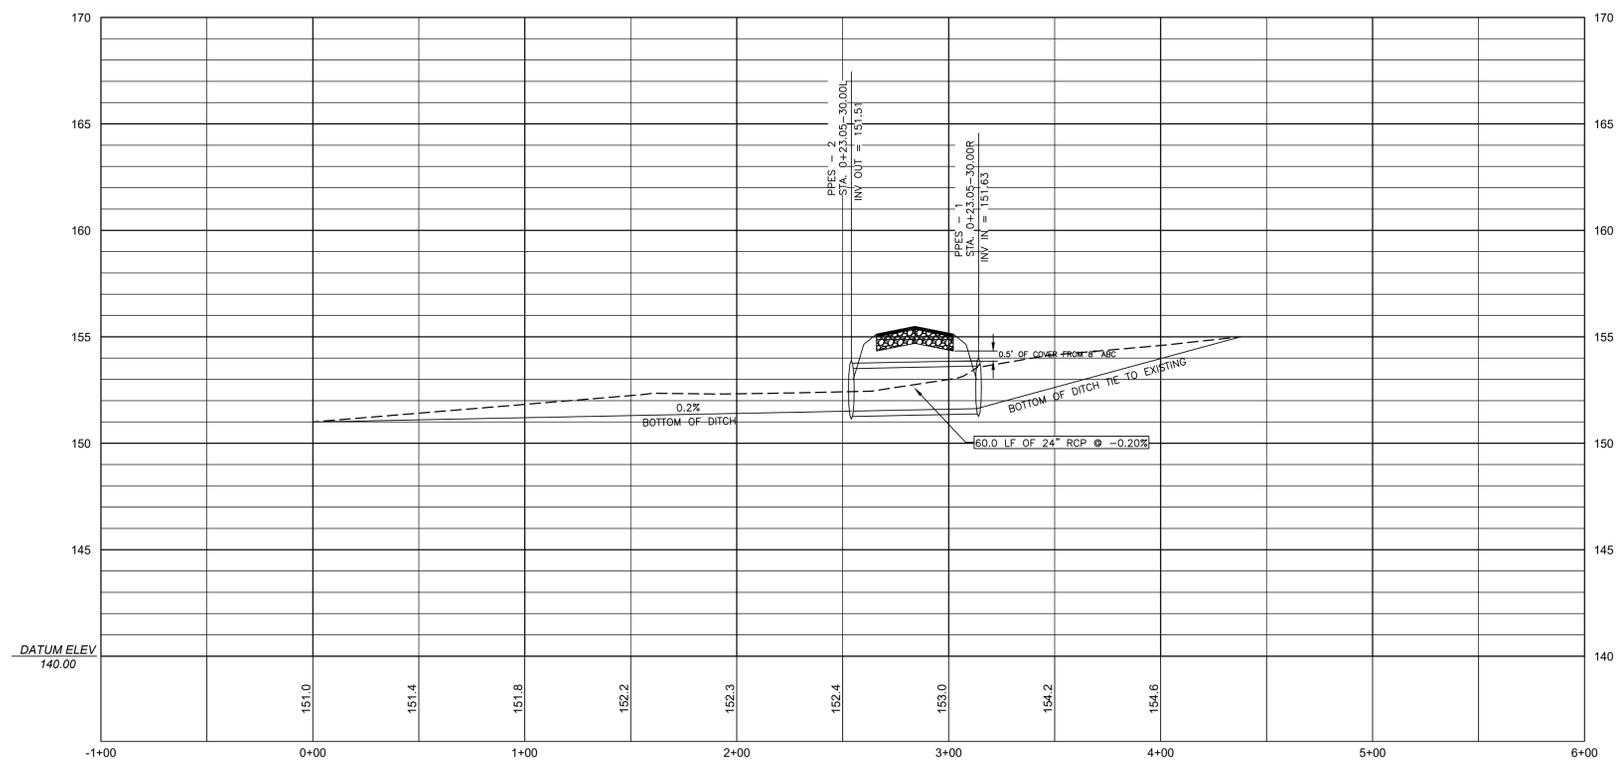 170
170
165
165
160
160
155
155
150
150
145
145
140
DATUM ELEV
140.00
PPES - 2
STA. 0+23.05-30.00L
INV OUT = 151.51
PPES - 1
STA. 0+23.05-30.00R
INV IN = 151.63
0.5' OF COVER FROM 8" ABC
BOTTOM OF DITCH TIE TO EXISTING
0.2%
BOTTOM OF DITCH
60.0 LF OF 24" RCP @ -0.20%
151.0
151.4
151.8
152.2
152.3
152.4
153.0
154.2
154.6
-1+00
0+00
1+00
2+00
3+00
4+00
5+00
6+00